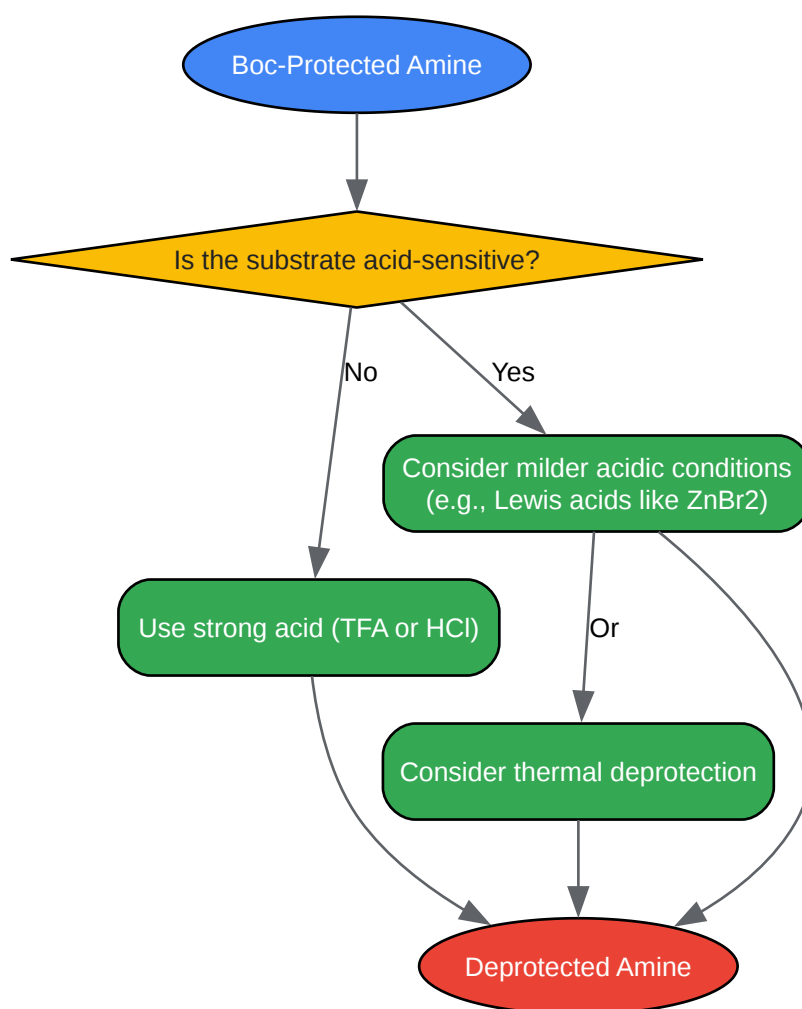 Boc-Protected Amine
Is the substrate acid-sensitive?
No
Yes
Consider milder acidic conditions
(e.g., Lewis acids like ZnBr2)
Use strong acid (TFA or HCl)
Or
Consider thermal deprotection
Deprotected Amine